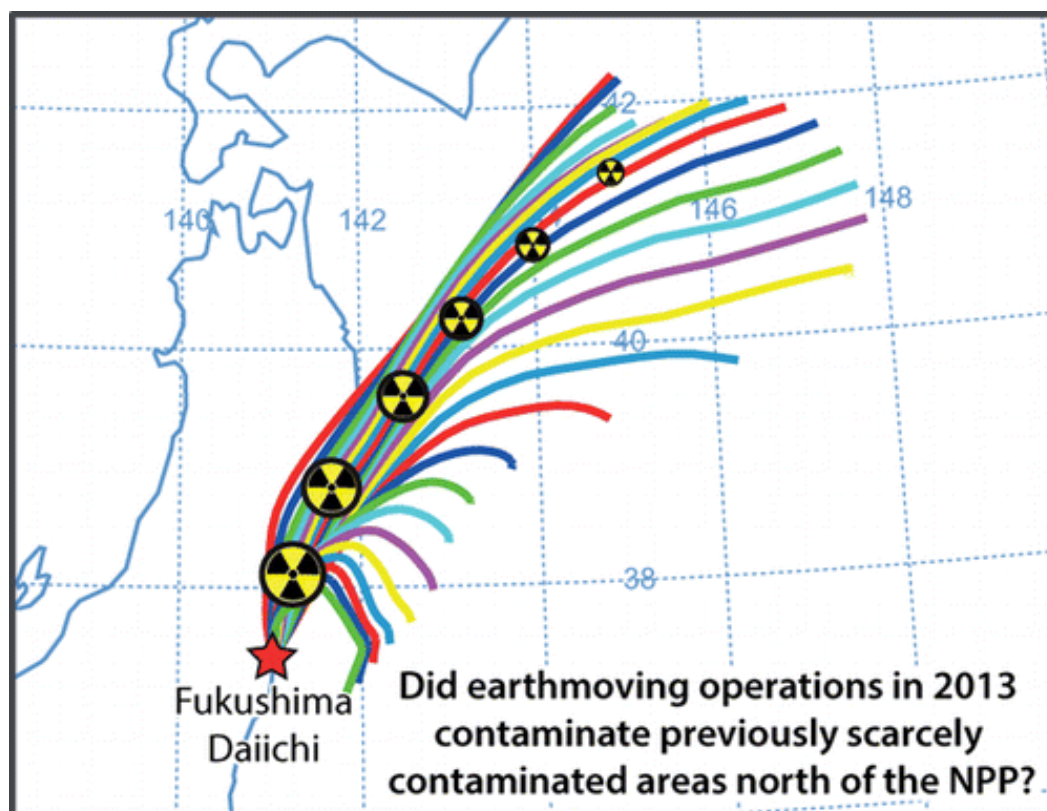 42
140
142
146
148
40
38
Fukushima
Daiichi
Did earthmoving operations in 2013
contaminate previously scarcely
contaminated areas north of the NPP?